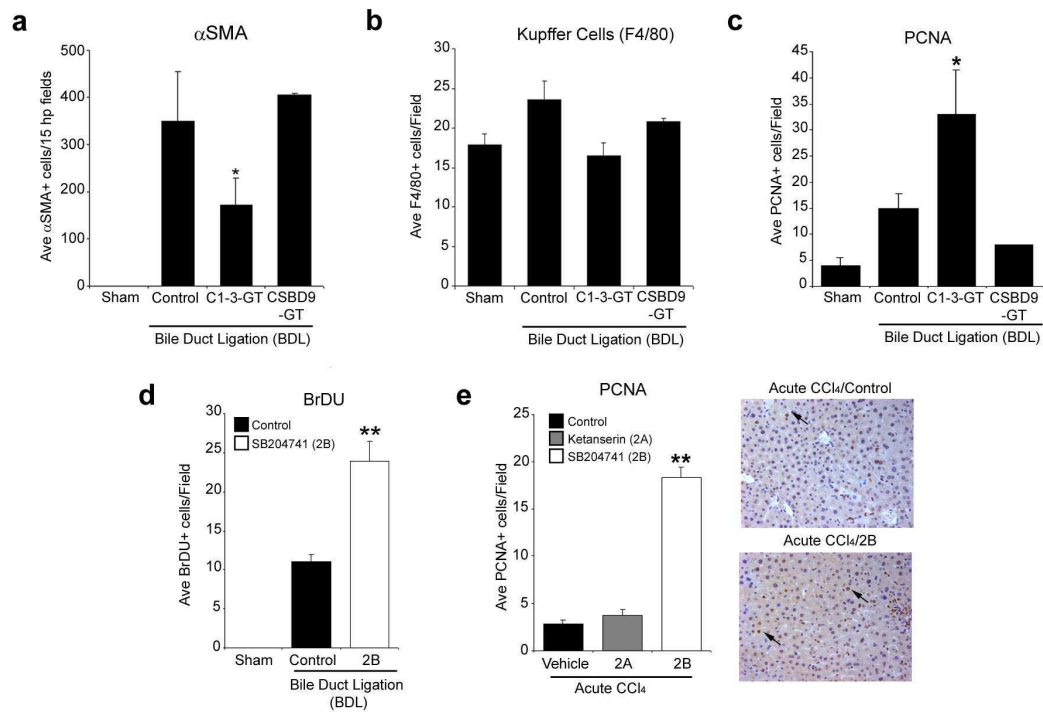 a
αSMA
Ave αSMA+ cells/15 hp fields
500
400
300
200
100
0
*
Sham Control C1-3-GT CSBD9
-GT
Bile Duct Ligation (BDL)
b
Kupffer Cells (F4/80)
Ave F4/80+ cells/Field
30
25
20
15
10
5
0
Sham Control C1-3-GT CSBD9
-GT
Bile Duct Ligation (BDL)
c
PCNA
Ave PCNA+ cells/Field
45
40
35
30
25
20
15
10
5
0
*
Sham Control C1-3-GT CSBD9
-GT
Bile Duct Ligation (BDL)
d
BrDU
Ave BrDU+ cells/Field
30
25
20
15
10
5
0
Control
SB204741 (2B)
**
Sham Control 2B
Bile Duct Ligation
(BDL)
e
PCNA
Ave PCNA+ cells/Field
25
20
15
10
5
0
Control
Ketanserin (2A)
SB204741 (2B)
**
Vehicle 2A 2B
Acute CCl₄
Acute CCl₄/Control
Acute CCl₄/2B